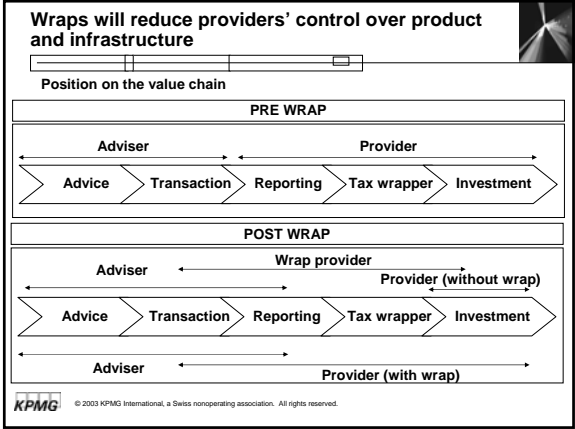 Wraps will reduce providers’ control over product
and infrastructure
Position on the value chain
PRE WRAP
Adviser
Provider
Advice
Transaction
Reporting
Tax wrapper
Investment
POST WRAP
Wrap provider
Adviser
Provider (without wrap)
Advice
Transaction
Reporting
Tax wrapper
Investment
Adviser
Provider (with wrap)
KPMG
© 2003 KPMG International, a Swiss nonoperating association. All rights reserved.